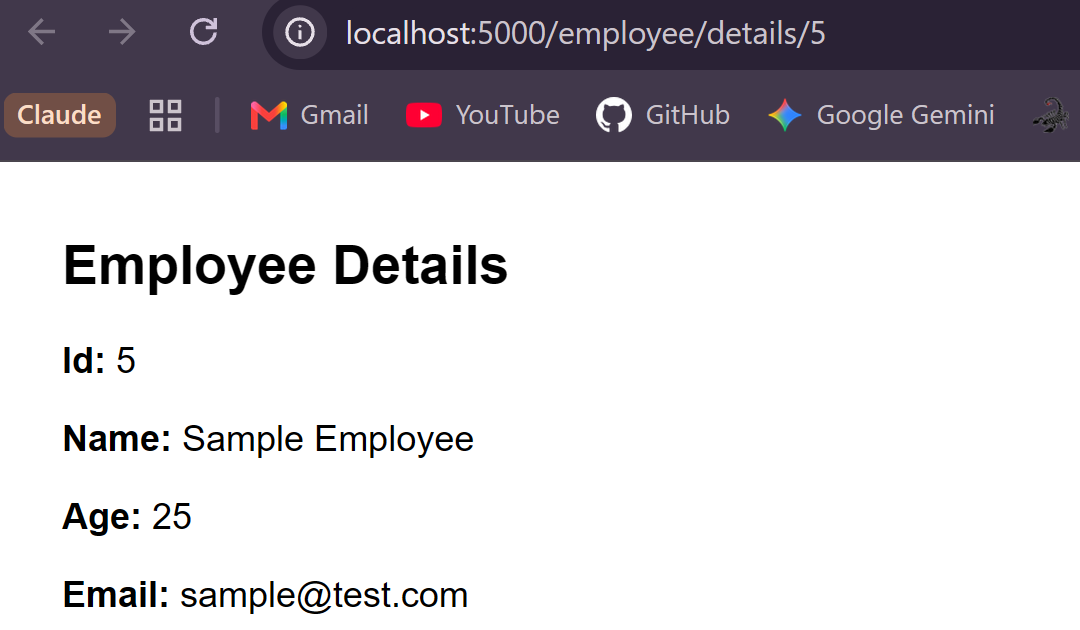 localhost:5000/employee/details/5
Claude Gmail YouTube GitHub Google Gemini
Employee Details
Id: 5
Name: Sample Employee
Age: 25
Email: sample@test.com